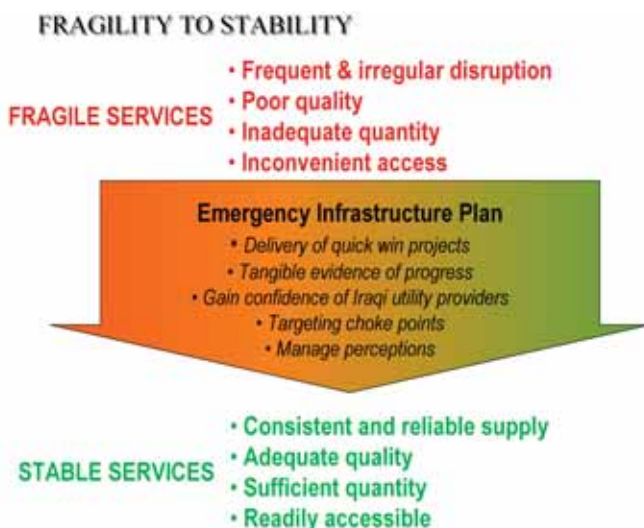 FRAGILITY TO STABILITY
• Frequent & irregular disruption
FRAGILE SERVICES • Poor quality
• Inadequate quantity
• Inconvenient access
Emergency Infrastructure Plan
• Delivery of quick win projects
• Tangible evidence of progress
• Gain confidence of Iraqi utility providers
• Targeting choke points
• Manage perceptions
• Consistent and reliable supply
STABLE SERVICES • Adequate quality
• Sufficient quantity
• Readily accessible